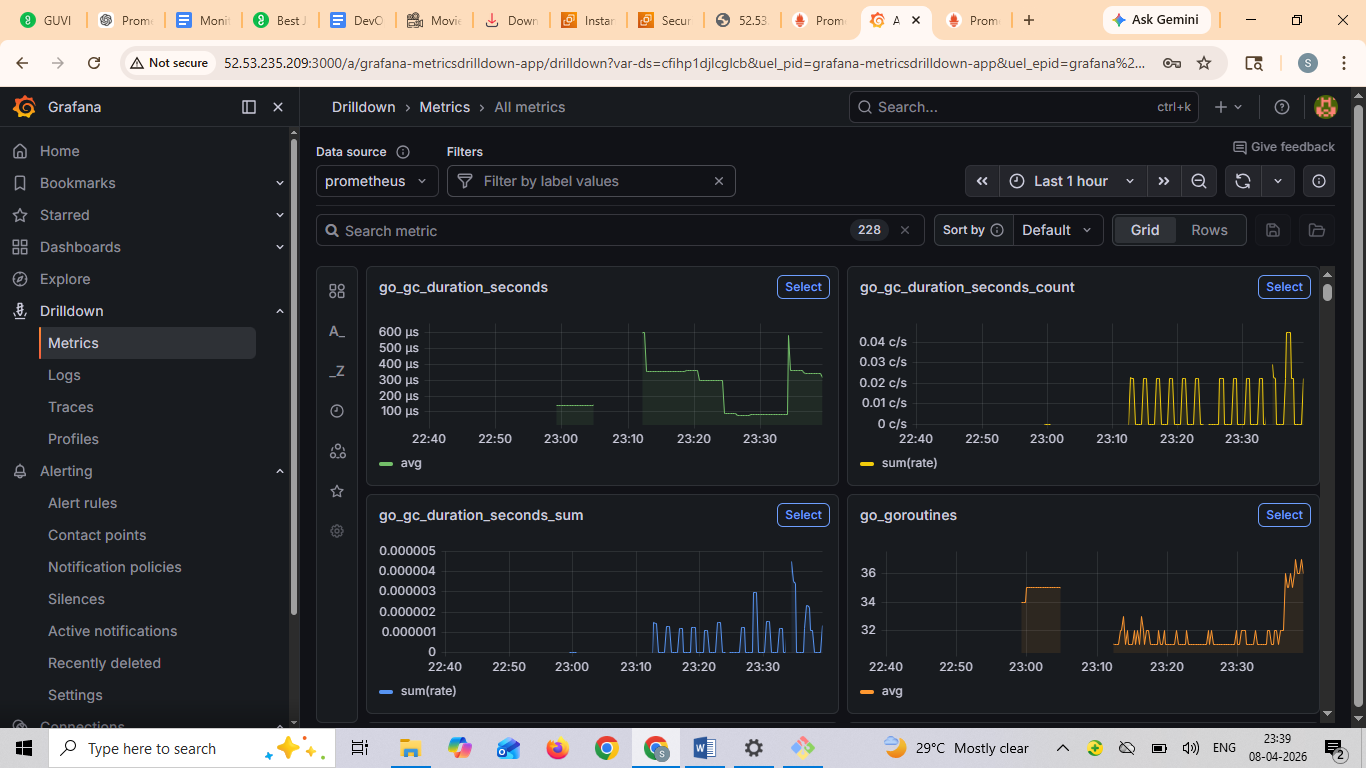 GUVI
Prome
Monit
Best J
DevO
Movie
Down
Instan
Secur
52.53.
Prome
A
Prome
Ask Gemini
Not secure
52.53.235.209:3000/a/grafana-metricsdrilldown-app/drilldown?var-ds=cfihp1djlcglcb&uel_pid=grafana-metricsdrilldown-app&uel_epid=grafana%2...
S
Grafana
Drilldown › Metrics › All metrics
Search...
ctrl+k
Home
Bookmarks
Starred
Dashboards
Explore
Drilldown
Metrics
Logs
Traces
Profiles
Alerting
Alert rules
Contact points
Notification policies
Silences
Active notifications
Recently deleted
Settings
Connections
Data source
Filters
Give feedback
prometheus
Filter by label values
Last 1 hour
Search metric
228
Sort by
Default
Grid
Rows
A_
_Z
go_gc_duration_seconds
Select
600 µs
500 µs
400 µs
300 µs
200 µs
100 µs
22:40 22:50 23:00 23:10 23:20 23:30
avg
go_gc_duration_seconds_count
Select
0.04 c/s
0.03 c/s
0.02 c/s
0.01 c/s
0 c/s
22:40 22:50 23:00 23:10 23:20 23:30
sum(rate)
go_gc_duration_seconds_sum
Select
0.000005
0.000004
0.000003
0.000002
0.000001
0
22:40 22:50 23:00 23:10 23:20 23:30
sum(rate)
go_goroutines
Select
36
34
32
22:40 22:50 23:00 23:10 23:20 23:30
avg
Type here to search
S
W
29°C Mostly clear
ENG
23:39
08-04-2026
2